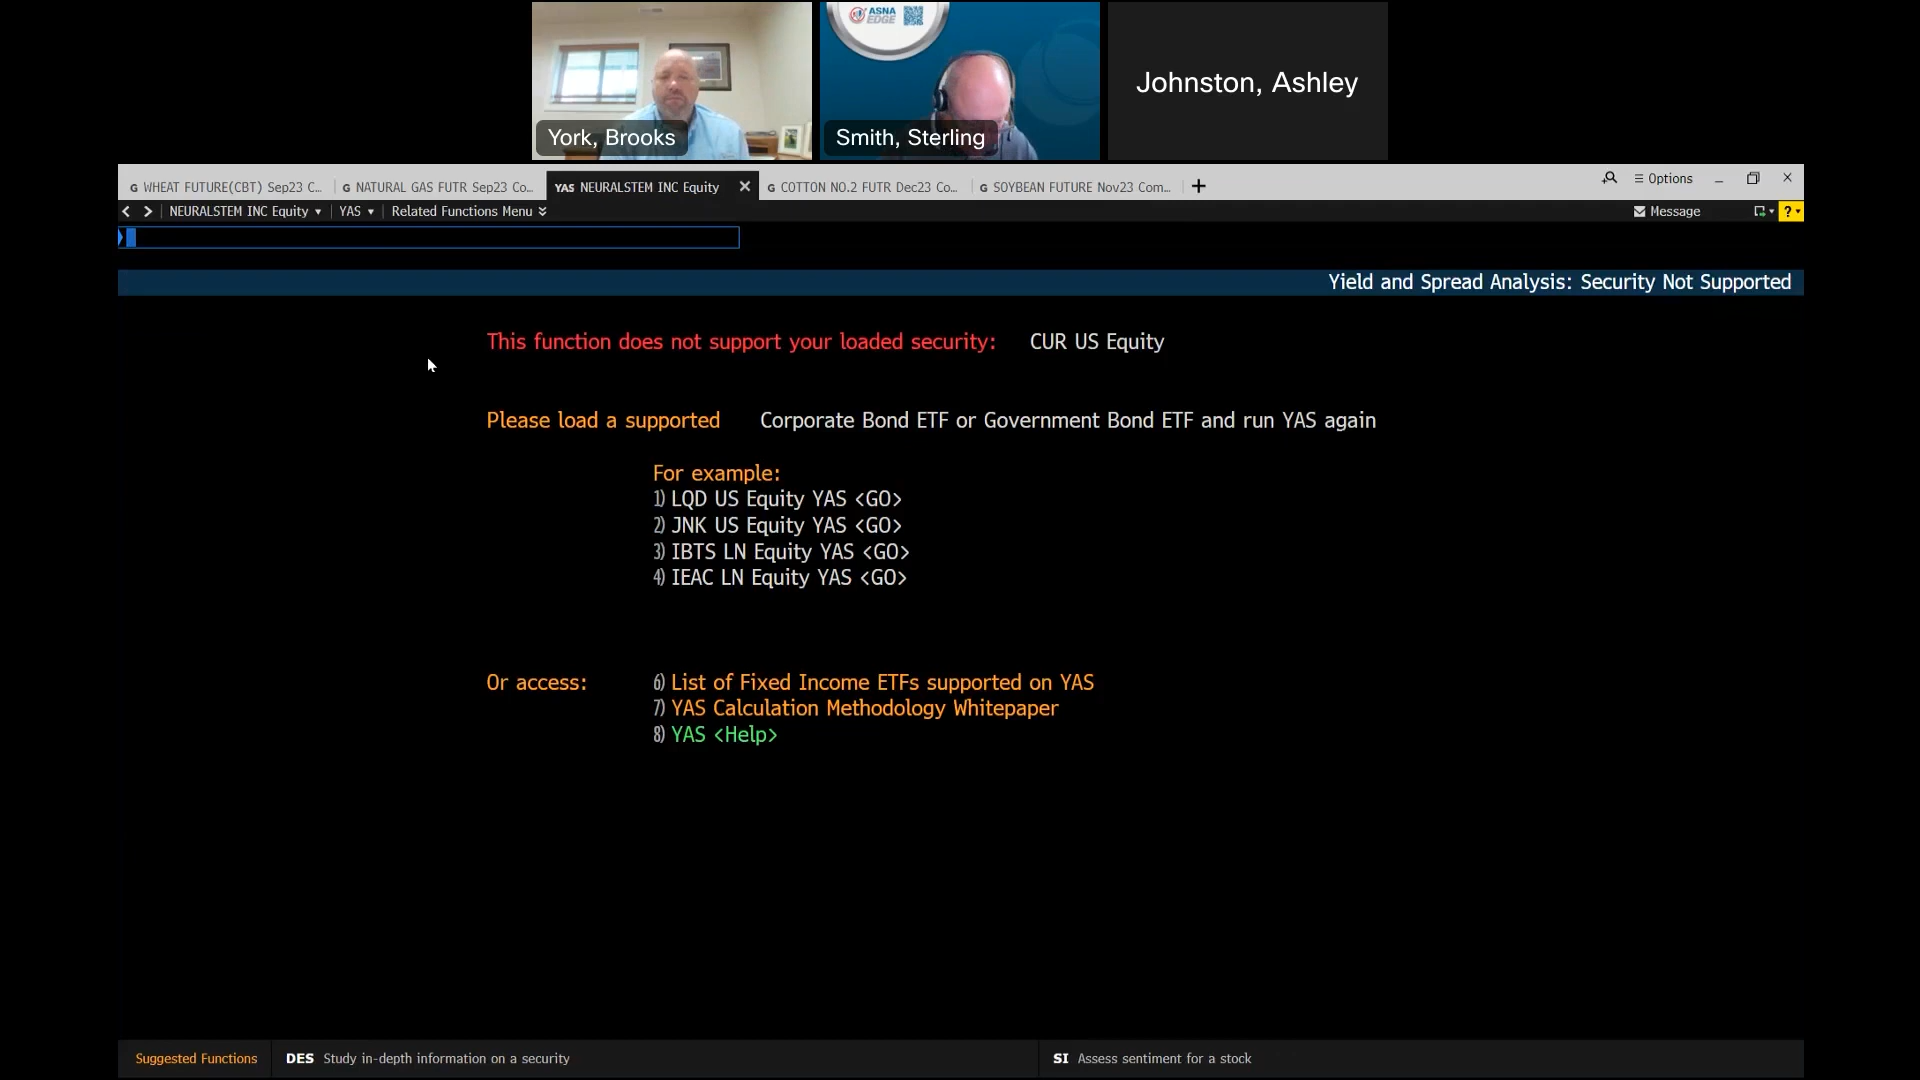 ASNA
EDGE
York, Brooks
Smith, Sterling
Johnston, Ashley
G WHEAT FUTURE(CBT) Sep23 C...
G NATURAL GAS FUTR Sep23 Co...
YAS NEURALSTEM INC Equity
G COTTON NO.2 FUTR Dec23 Co...
G SOYBEAN FUTURE Nov23 Com...
Options
NEURALSTEM INC Equity
YAS
Related Functions Menu
Message
?
Yield and Spread Analysis: Security Not Supported
This function does not support your loaded security: CUR US Equity
Please load a supported Corporate Bond ETF or Government Bond ETF and run YAS again
For example:
1) LQD US Equity YAS <GO>
2) JNK US Equity YAS <GO>
3) IBTS LN Equity YAS <GO>
4) IEAC LN Equity YAS <GO>
Or access: 6) List of Fixed Income ETFs supported on YAS
7) YAS Calculation Methodology Whitepaper
8) YAS <Help>
Suggested Functions DES Study in-depth information on a security SI Assess sentiment for a stock